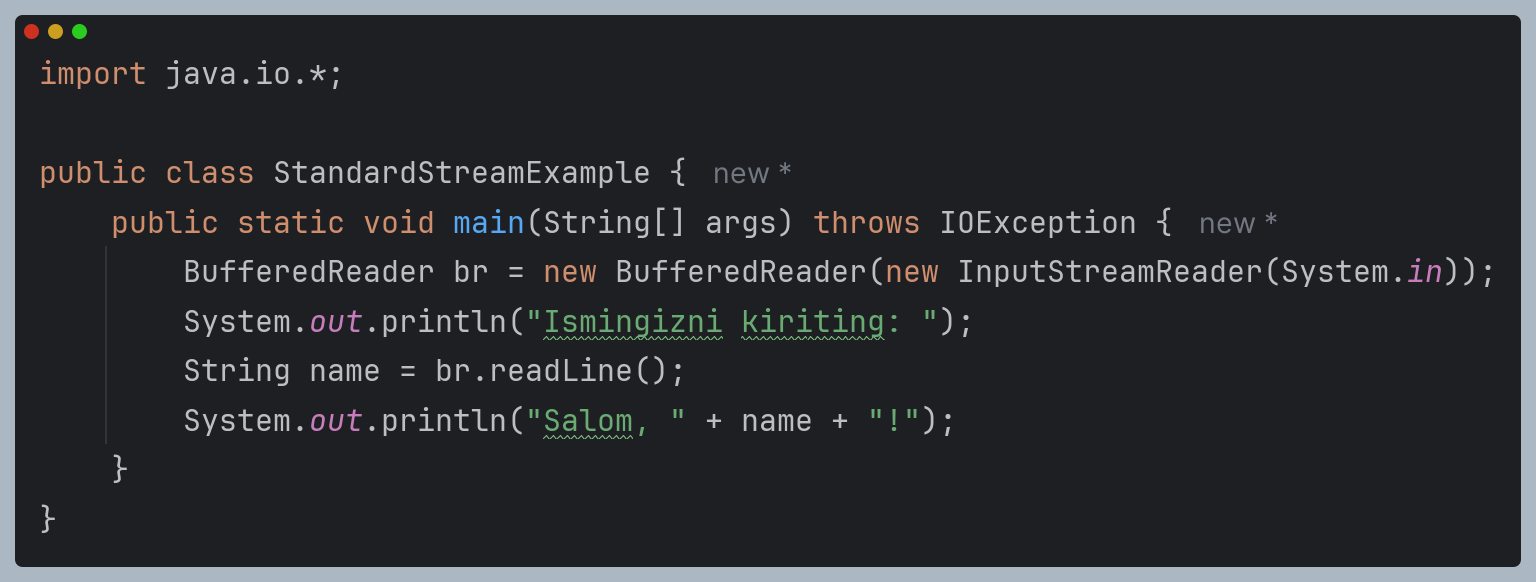 import java.io.*;
public class StandardStreamExample { new *
public static void main(String[] args) throws IOException { new *
BufferedReader br = new BufferedReader(new InputStreamReader(System.in));
System.out.println("Ismingizni kiriting: ");
String name = br.readLine();
System.out.println("Salom, " + name + "!");
}
}